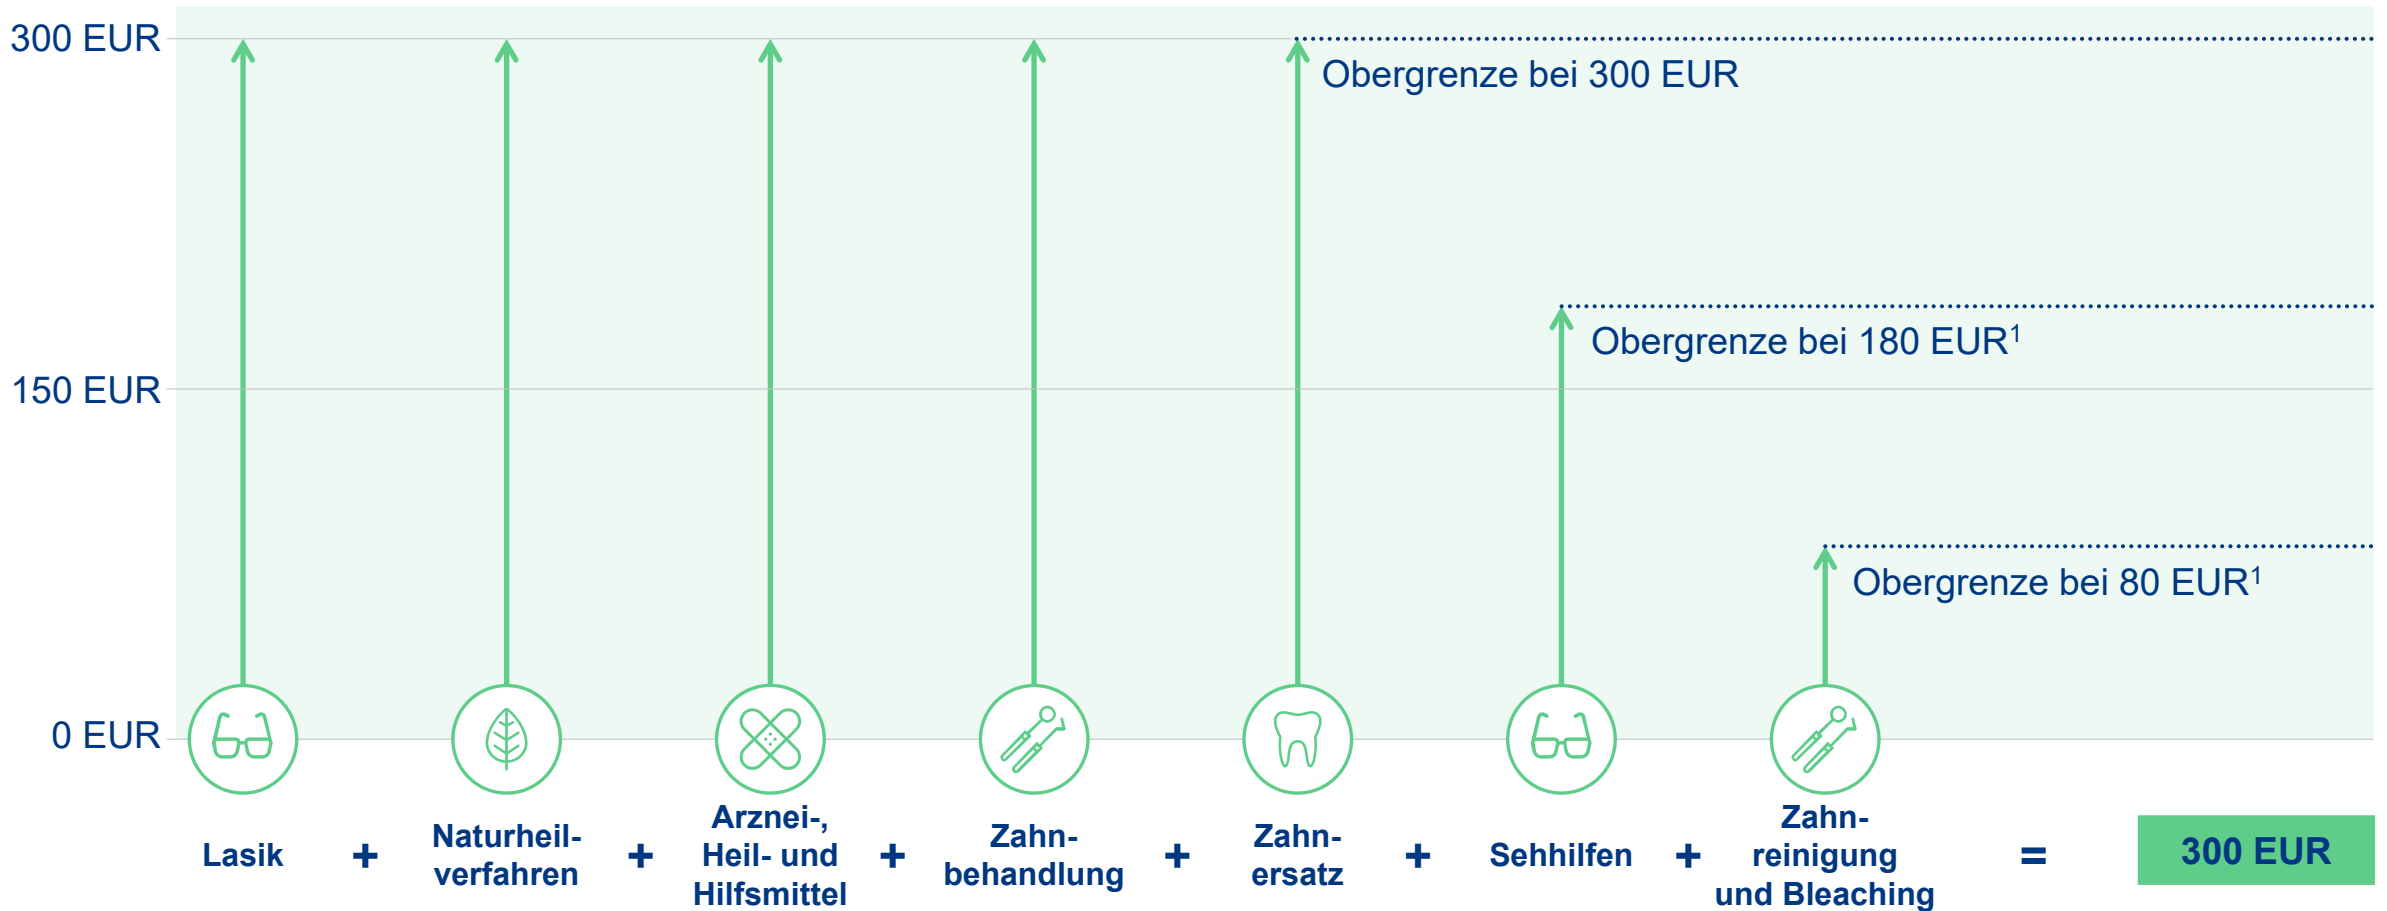 300 EUR
Obergrenze bei 300 EUR
Obergrenze bei 180 EUR¹
150 EUR
Obergrenze bei 80 EUR¹
0 EUR
Lasik
+
Naturheil-
verfahren
+
Arznei-,
Heil- und
Hilfsmittel
+
Zahn-
behandlung
+
Zahn-
ersatz
+
Sehhilfen
+
Zahn-
reinigung
und Bleaching
=
300 EUR